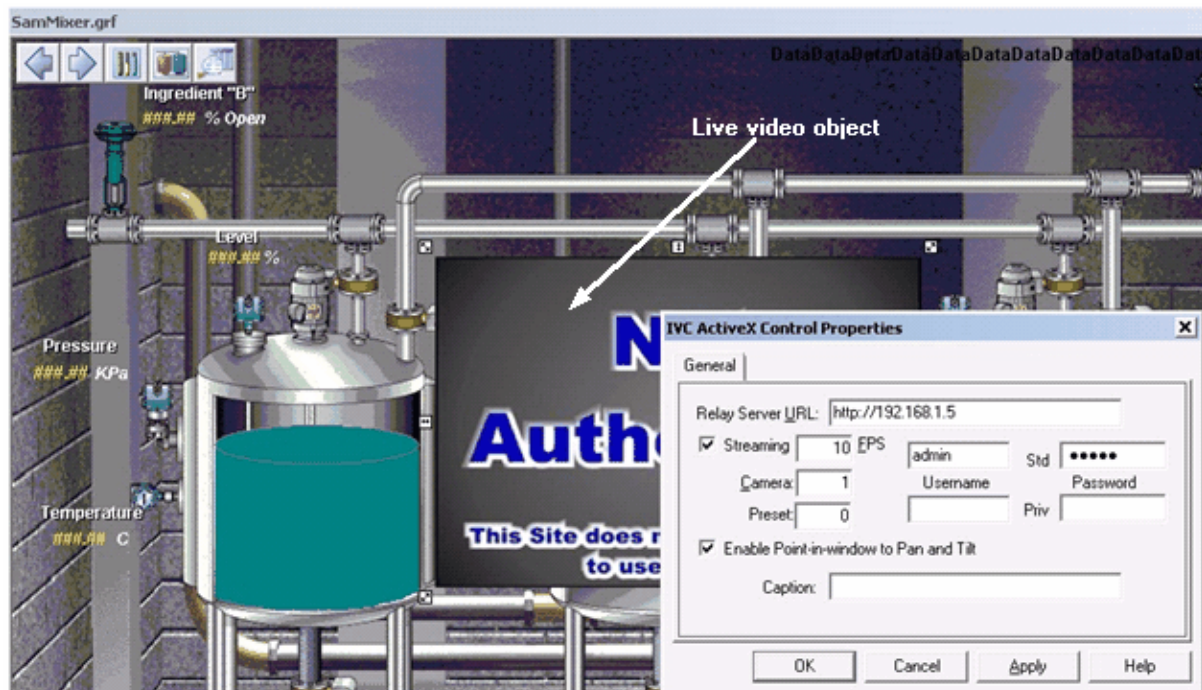 SamMixer.grf
DataDataDptrlDataDataDataDataDataDataDataData
Ingredient "B"
###.## % Open
Live video object
Level
###.## %
Pressure
###.## KPa
Temperature
###.## C
N
Autho
This Site does
to use
IVC ActiveX Control Properties
General
Relay Server URL: http://192.168.1.5
Streaming 10 FPS
admin Std •••••
Camera: 1
Username Password
Preset: 0
Priv
Enable Point-in-window to Pan and Tilt
Caption:
OK Cancel Apply Help